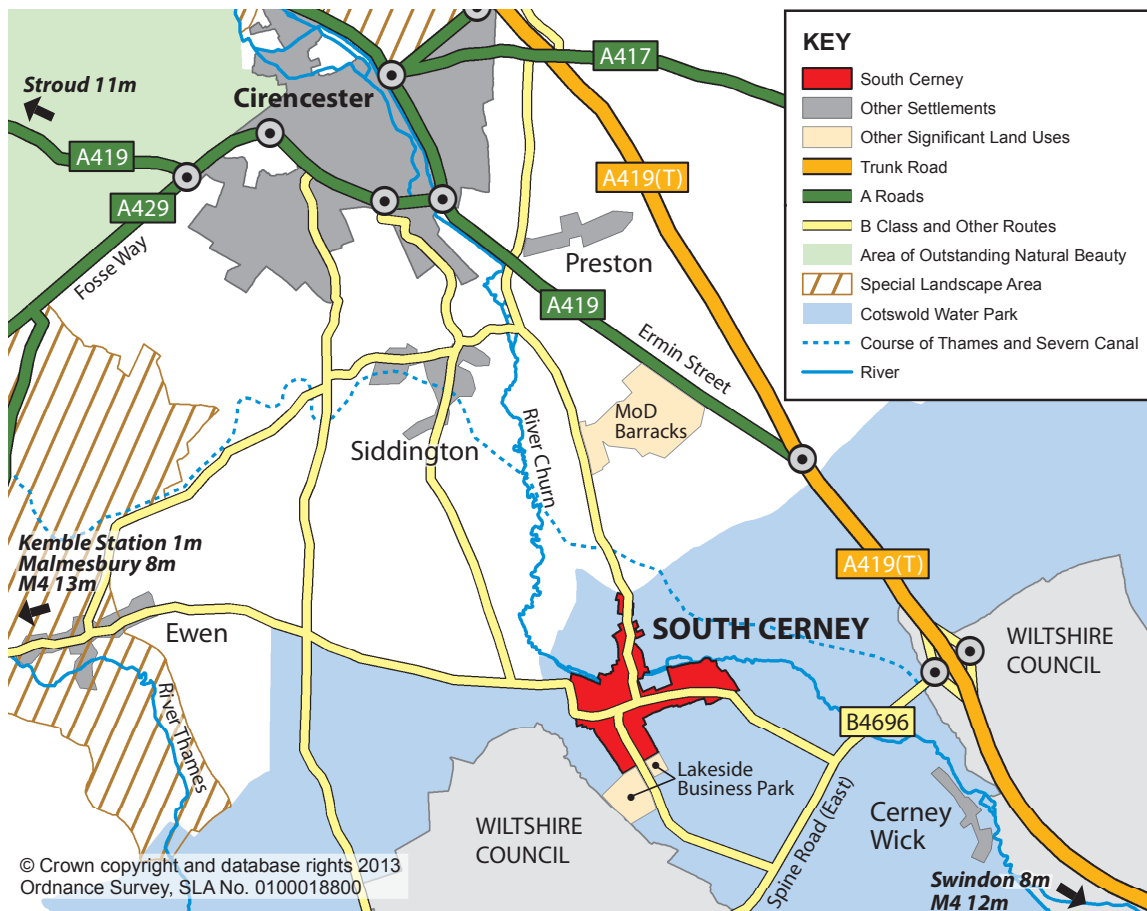 Stroud 11m
Cirencester
A417
A419
A429
Fosse Way
A419(T)
Preston
A419
Ermin Street
MoD
Barracks
Siddington
River Churn
Kemble Station 1m
Malmesbury 8m
M4 13m
Ewen
River Thames
A419(T)
SOUTH CERNEY
WILTSHIRE
COUNCIL
B4696
Lakeside
Business Park
Spine Road (East)
Cerney
Wick
WILTSHIRE
COUNCIL
Swindon 8m
M4 12m
© Crown copyright and database rights 2013
Ordnance Survey, SLA No. 0100018800
KEY
South Cerney
Other Settlements
Other Significant Land Uses
Trunk Road
A Roads
B Class and Other Routes
Area of Outstanding Natural Beauty
Special Landscape Area
Cotswold Water Park
Course of Thames and Severn Canal
River